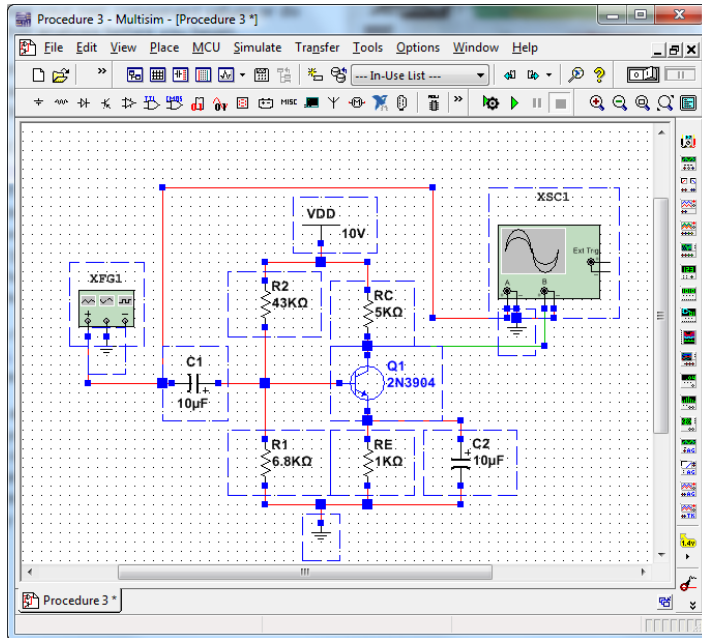 Procedure 3 - Multisim - [Procedure 3 *]
File Edit View Place MCU Simulate Transfer Tools Options Window Help
--- In-Use List ---
MISC
XSC1
VDD
10V
Ext Trig
XFG1
R2
43KΩ
RC
5KΩ
A
B
C1
10µF
Q1
2N3904
R1
6.8KΩ
RE
1KΩ
C2
10µF
Procedure 3 *